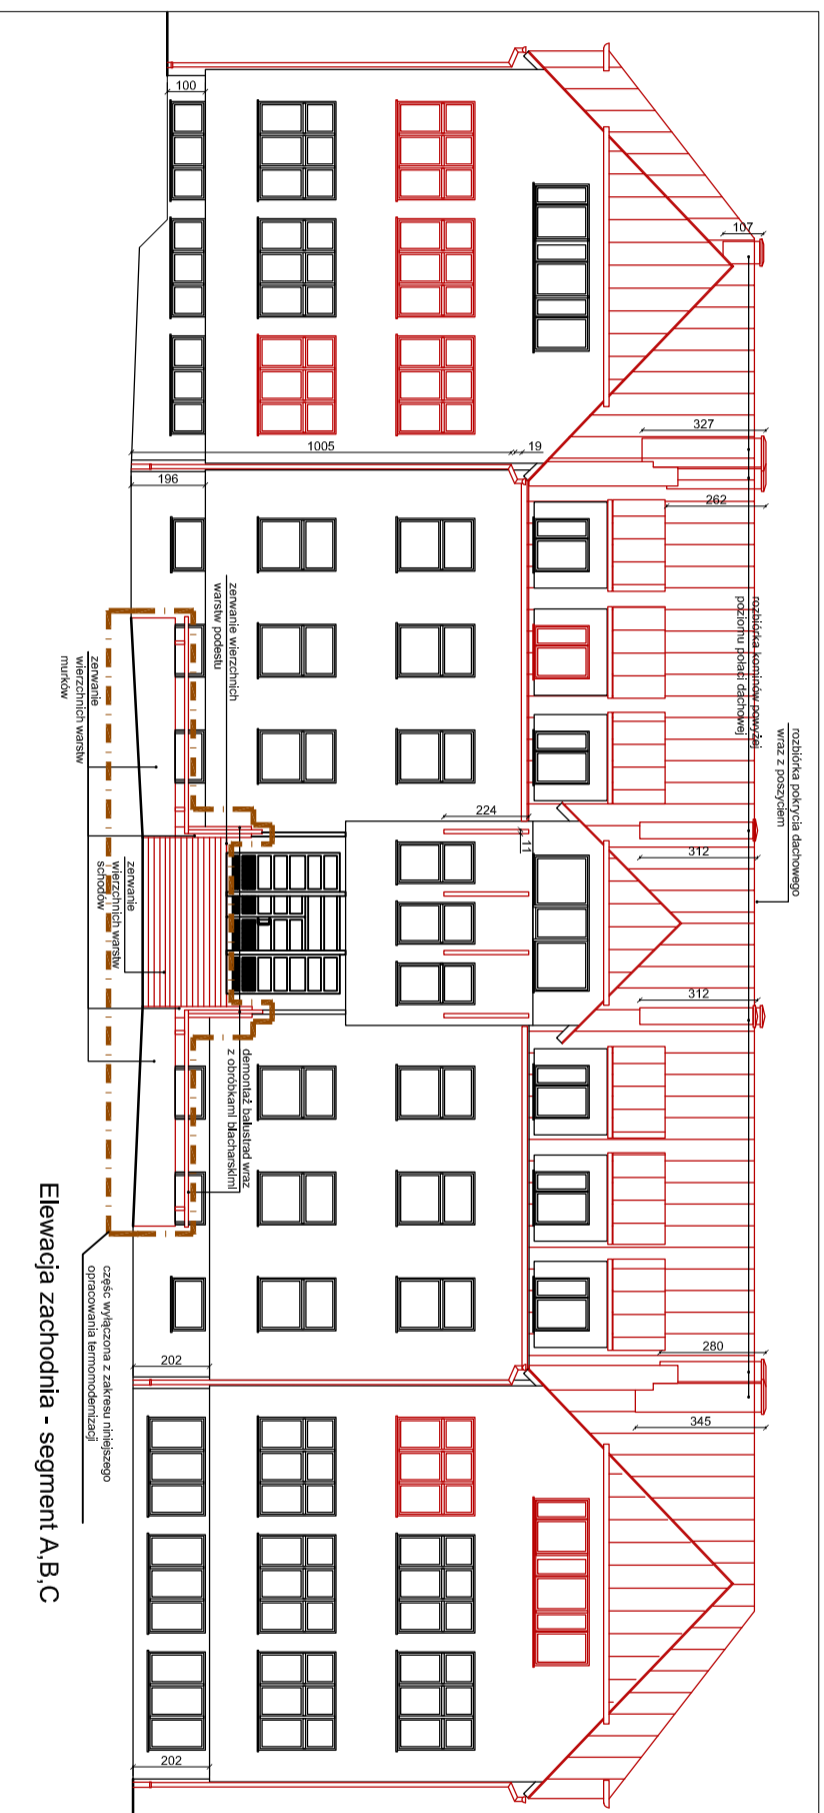 100
107
327
19
1005
196
262
rozbiórka kominów powyżej
poziomu połaci dachowej
rozbiórka pokrycia dachowego
wraz z poszyciem
zerwanie wierzchnich
warstw podestu
zerwanie
wierzchnich warstw
murków
224
11
312
zerwanie
wierzchnich warstw
schodów
312
demontaż balustrad wraz
z obróbkami blacharskimi
część wyłączona z zakresu niniejszego
opracowania termomodernizacji
280
202
345
202
Elewacja zachodnia - segment A,B,C